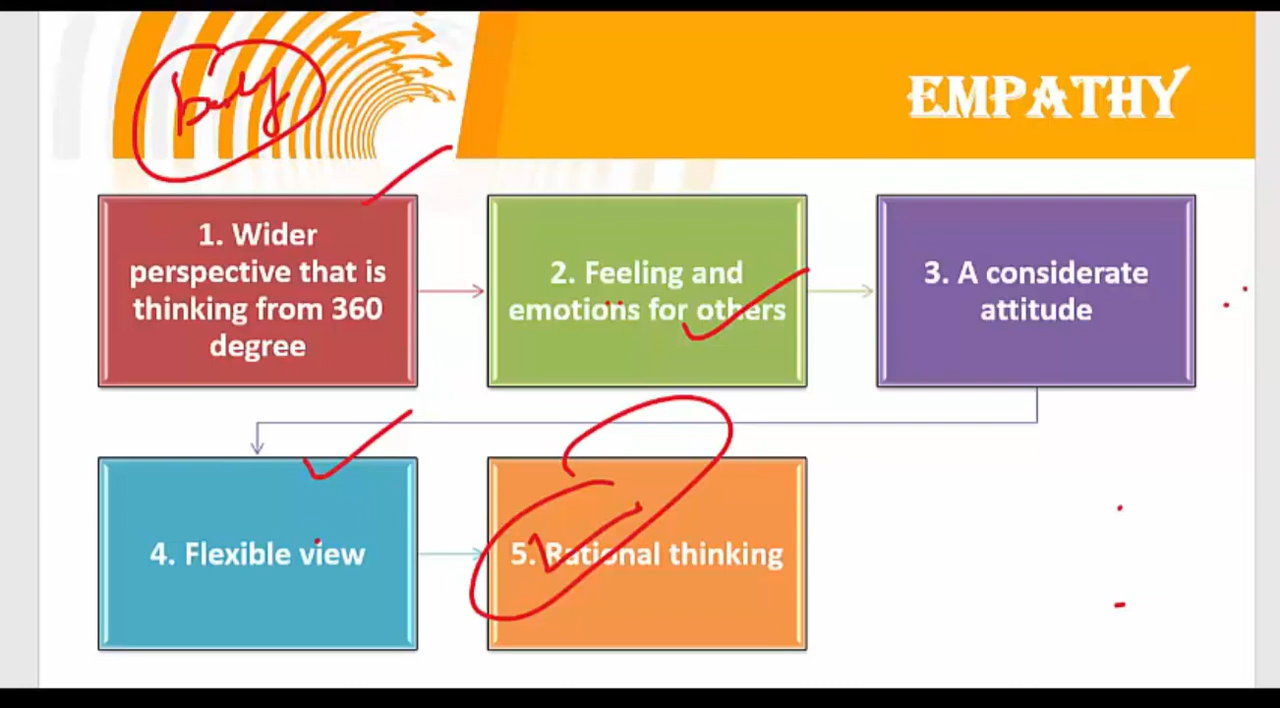 EMPATHY
1. Wider
perspective that is
thinking from 360
degree
2. Feeling and
emotions for others
3. A considerate
attitude
4. Flexible view
5. Rational thinking